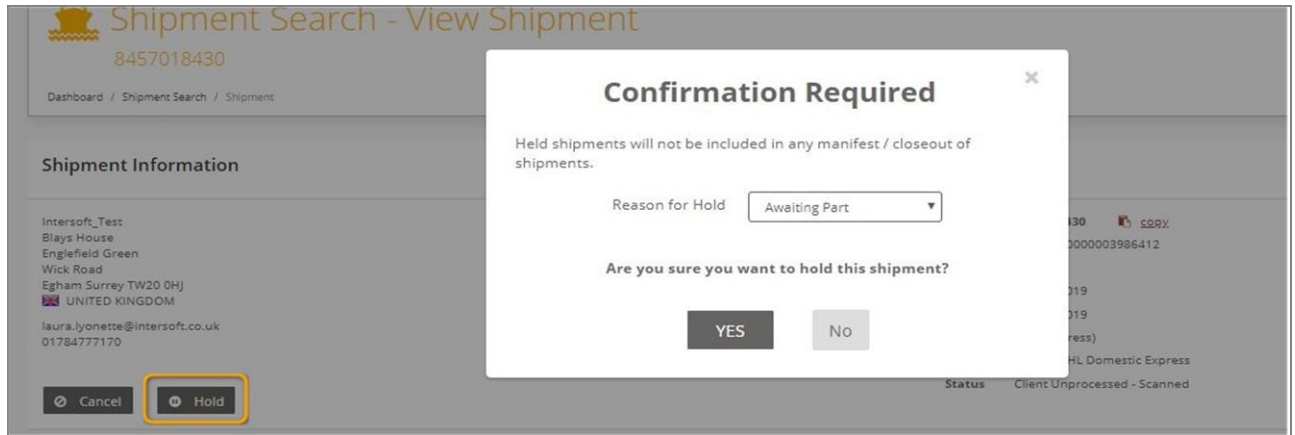 Shipment Search - View Shipment
8457018430
Dashboard / Shipment Search / Shipment
Shipment Information
Intersoft_Test
Blays House
Englefield Green
Wick Road
Egham Surrey TW20 0HJ
UNITED KINGDOM
laura.lyonette@intersoft.co.uk
01784777170
Cancel
Hold
Confirmation Required
×
Held shipments will not be included in any manifest / closeout of
shipments.
Reason for Hold Awaiting Part
Are you sure you want to hold this shipment?
YES
No
430 copy
0000003986412
019
019
ress)
HL Domestic Express
Status Client Unprocessed - Scanned